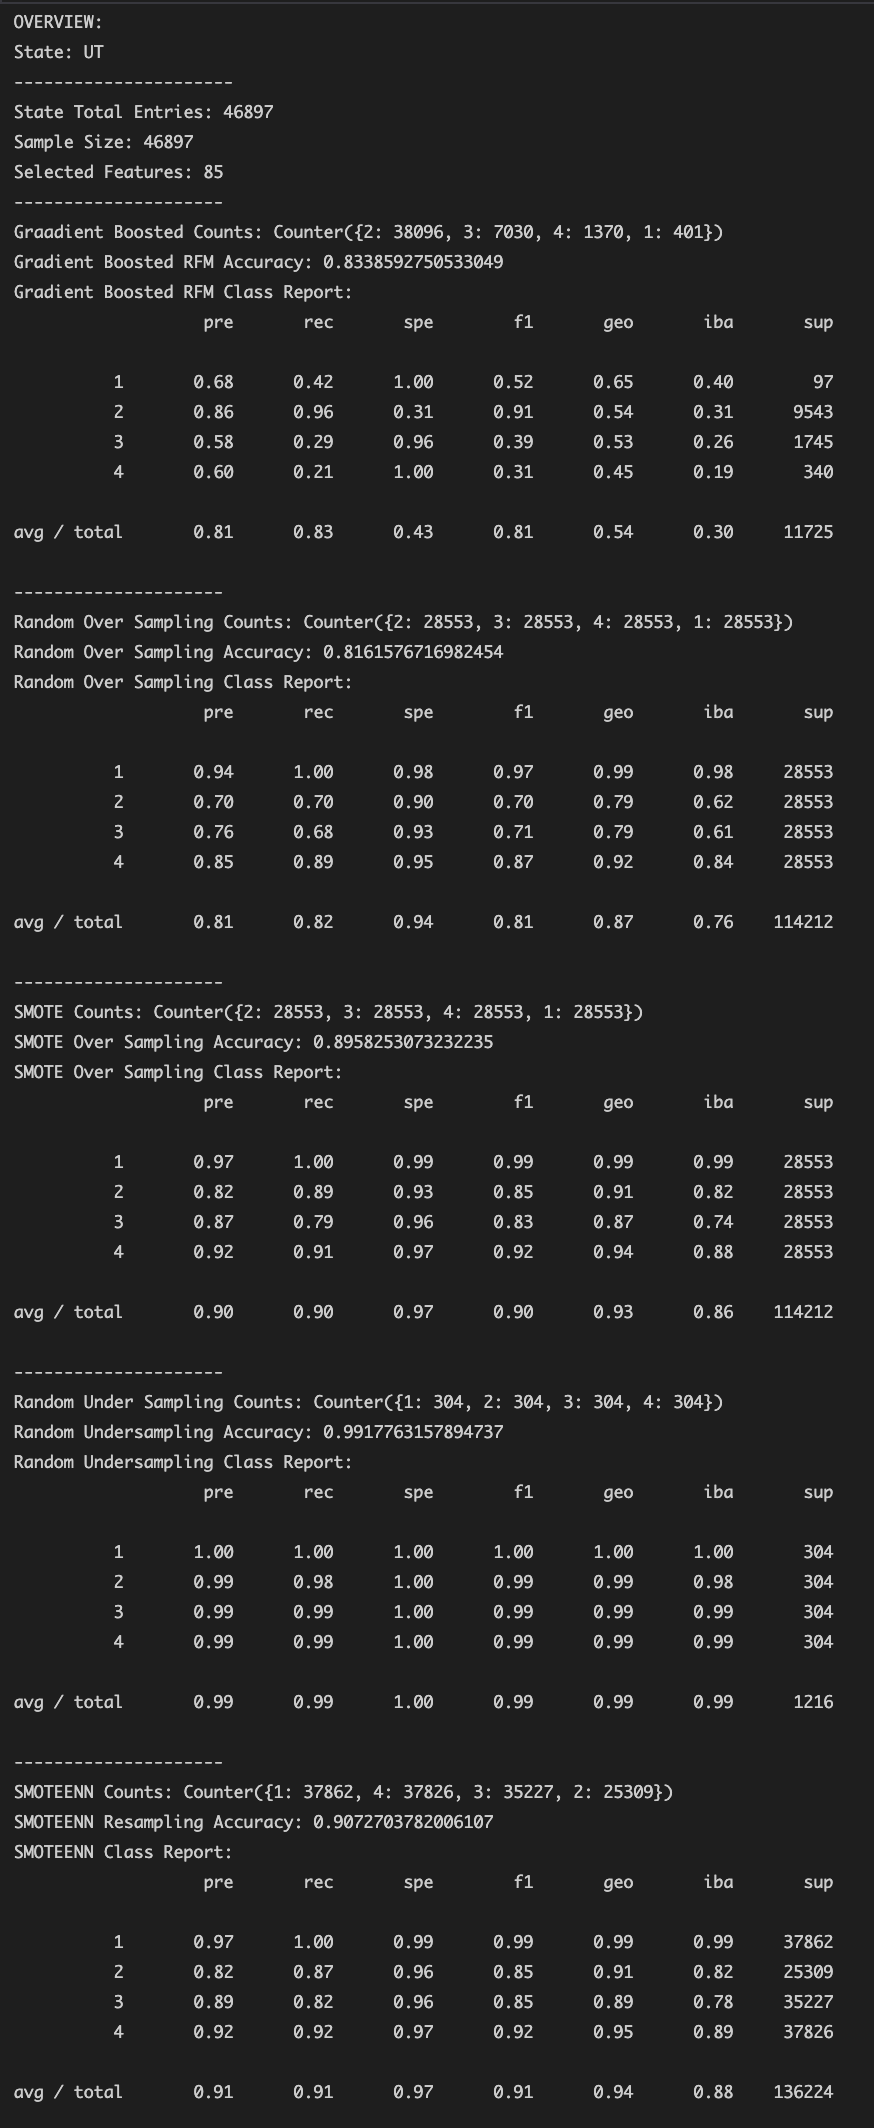 OVERVIEW:
State: UT
----------------------
State Total Entries: 46897
Sample Size: 46897
Selected Features: 85
---------------------
Graadient Boosted Counts: Counter({2: 38096, 3: 7030, 4: 1370, 1: 401})
Gradient Boosted RFM Accuracy: 0.8338592750533049
Gradient Boosted RFM Class Report:
pre rec spe f1 geo iba sup
1 0.68 0.42 1.00 0.52 0.65 0.40 97
2 0.86 0.96 0.31 0.91 0.54 0.31 9543
3 0.58 0.29 0.96 0.39 0.53 0.26 1745
4 0.60 0.21 1.00 0.31 0.45 0.19 340
avg / total 0.81 0.83 0.43 0.81 0.54 0.30 11725
---------------------
Random Over Sampling Counts: Counter({2: 28553, 3: 28553, 4: 28553, 1: 28553})
Random Over Sampling Accuracy: 0.8161576716982454
Random Over Sampling Class Report:
pre rec spe f1 geo iba sup
1 0.94 1.00 0.98 0.97 0.99 0.98 28553
2 0.70 0.70 0.90 0.70 0.79 0.62 28553
3 0.76 0.68 0.93 0.71 0.79 0.61 28553
4 0.85 0.89 0.95 0.87 0.92 0.84 28553
avg / total 0.81 0.82 0.94 0.81 0.87 0.76 114212
---------------------
SMOTE Counts: Counter({2: 28553, 3: 28553, 4: 28553, 1: 28553})
SMOTE Over Sampling Accuracy: 0.8958253073232235
SMOTE Over Sampling Class Report:
pre rec spe f1 geo iba sup
1 0.97 1.00 0.99 0.99 0.99 0.99 28553
2 0.82 0.89 0.93 0.85 0.91 0.82 28553
3 0.87 0.79 0.96 0.83 0.87 0.74 28553
4 0.92 0.91 0.97 0.92 0.94 0.88 28553
avg / total 0.90 0.90 0.97 0.90 0.93 0.86 114212
---------------------
Random Under Sampling Counts: Counter({1: 304, 2: 304, 3: 304, 4: 304})
Random Undersampling Accuracy: 0.9917763157894737
Random Undersampling Class Report:
pre rec spe f1 geo iba sup
1 1.00 1.00 1.00 1.00 1.00 1.00 304
2 0.99 0.98 1.00 0.99 0.99 0.98 304
3 0.99 0.99 1.00 0.99 0.99 0.99 304
4 0.99 0.99 1.00 0.99 0.99 0.99 304
avg / total 0.99 0.99 1.00 0.99 0.99 0.99 1216
---------------------
SMOTEENN Counts: Counter({1: 37862, 4: 37826, 3: 35227, 2: 25309})
SMOTEENN Resampling Accuracy: 0.9072703782006107
SMOTEENN Class Report:
pre rec spe f1 geo iba sup
1 0.97 1.00 0.99 0.99 0.99 0.99 37862
2 0.82 0.87 0.96 0.85 0.91 0.82 25309
3 0.89 0.82 0.96 0.85 0.89 0.78 35227
4 0.92 0.92 0.97 0.92 0.95 0.89 37826
avg / total 0.91 0.91 0.97 0.91 0.94 0.88 136224